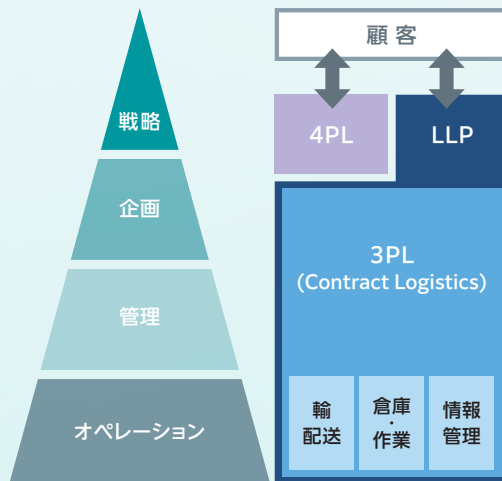 戦略
企画
管理
オペレーション
顧客
4PL
LLP
3PL
(Contract Logistics)
輸
配送
倉庫
・
作業
情報
管理